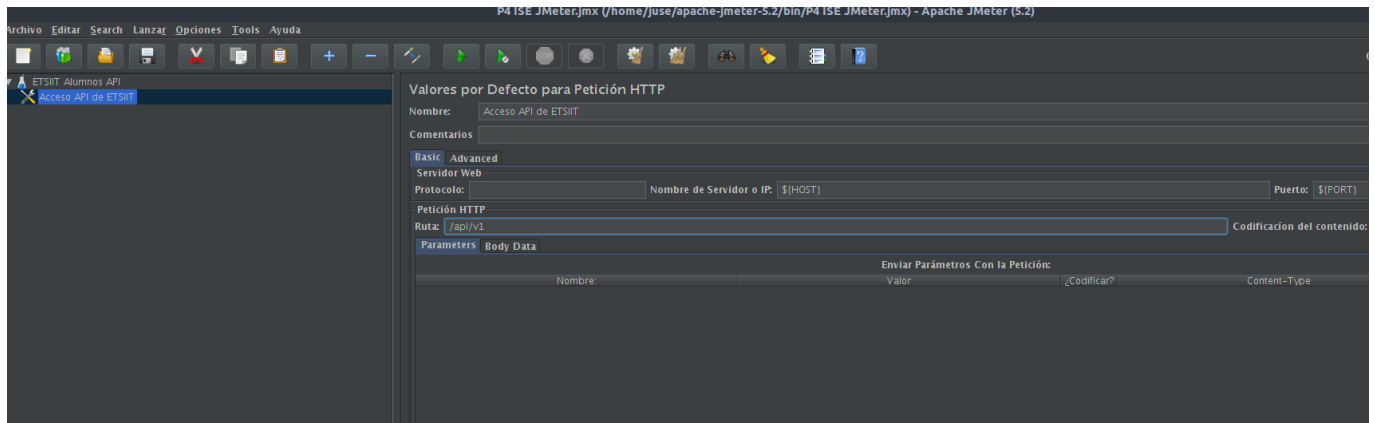 P4 ISE JMeter.jmx (/home/juse/apache-jmeter-5.2/bin/P4 ISE JMeter.jmx) - Apache JMeter (5.2)
Archivo Editar Search Lanzar Opciones Tools Ayuda
ETSIIT Alumnos API
Acceso API de ETSIIT
Valores por Defecto para Petición HTTP
Nombre: Acceso API de ETSIIT
Comentarios
Basic Advanced
Servidor Web
Protocolo: Nombre de Servidor o IP: ${HOST} Puerto: ${PORT}
Petición HTTP
Ruta: /api/v1 Codificacíon del contenido:
Parameters Body Data
Enviar Parámetros Con la Petición:
Nombre: Valor ¿Codificar? Content-Type